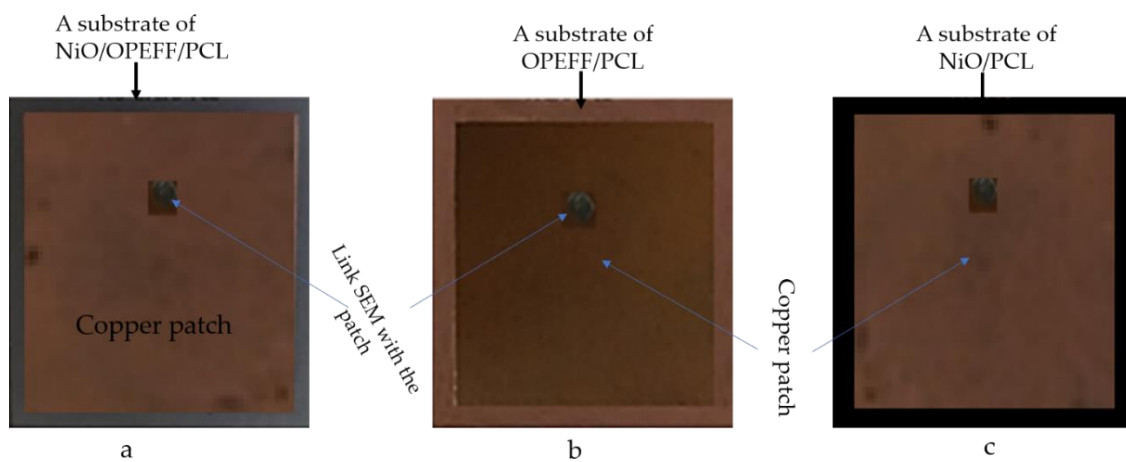 A substrate of
NiO/OPEFF/PCL
A substrate of
OPEFF/PCL
A substrate of
NiO/PCL
Copper patch
Link SEM with the
patch
Copper patch
a
b
c